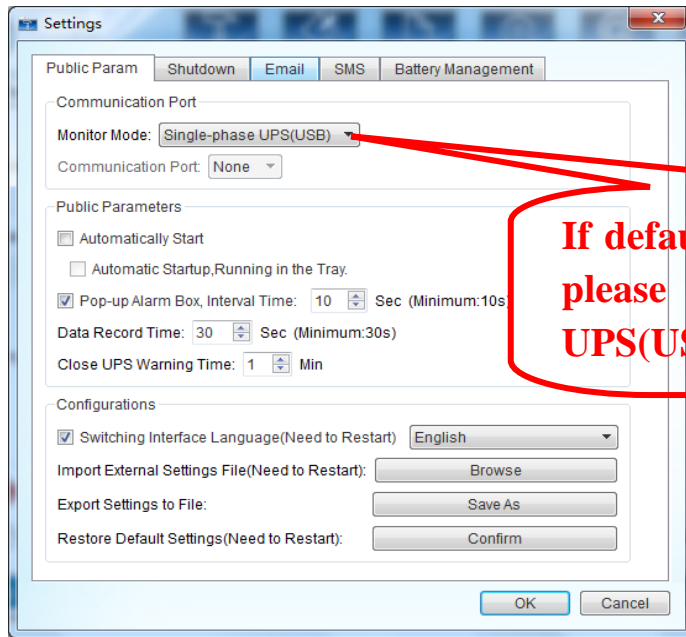 Settings
Public Param Shutdown Email SMS Battery Management
Communication Port
Monitor Mode: Single-phase UPS(USB)
Communication Port: None
Public Parameters
Automatically Start
Automatic Startup,Running in the Tray.
Pop-up Alarm Box, Interval Time: 10 Sec (Minimum:10s)
Data Record Time: 30 Sec (Minimum:30s)
Close UPS Warning Time: 1 Min
If defau
please
UPS(US
Configurations
Switching Interface Language(Need to Restart) English
Import External Settings File(Need to Restart): Browse
Export Settings to File: Save As
Restore Default Settings(Need to Restart): Confirm
OK Cancel